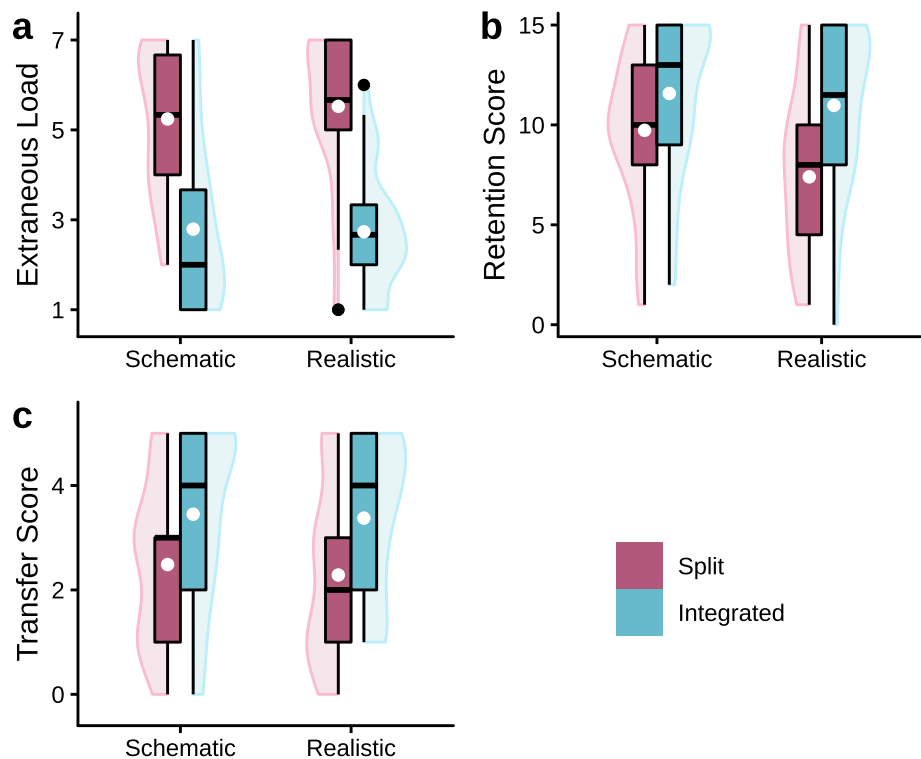 a
Extraneous Load
7
5
3
1
Schematic
Realistic
b
Retention Score
15
10
5
0
Schematic
Realistic
c
Transfer Score
4
2
0
Schematic
Realistic
Split
Integrated